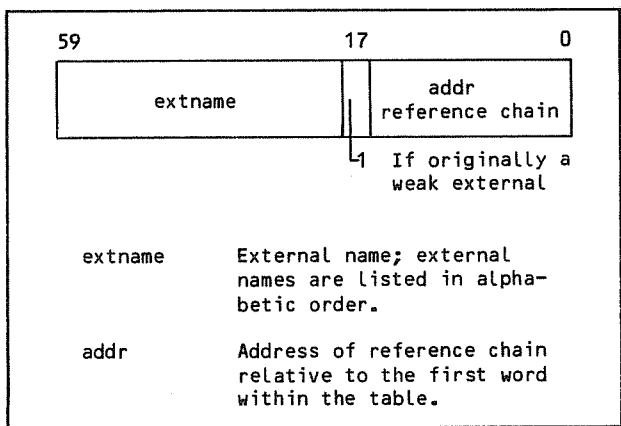 59 17 0
extname
addr
reference chain
1 If originally a
weak external
extname External name; external
names are listed in alpha-
betic order.
addr Address of reference chain
relative to the first word
within the table.